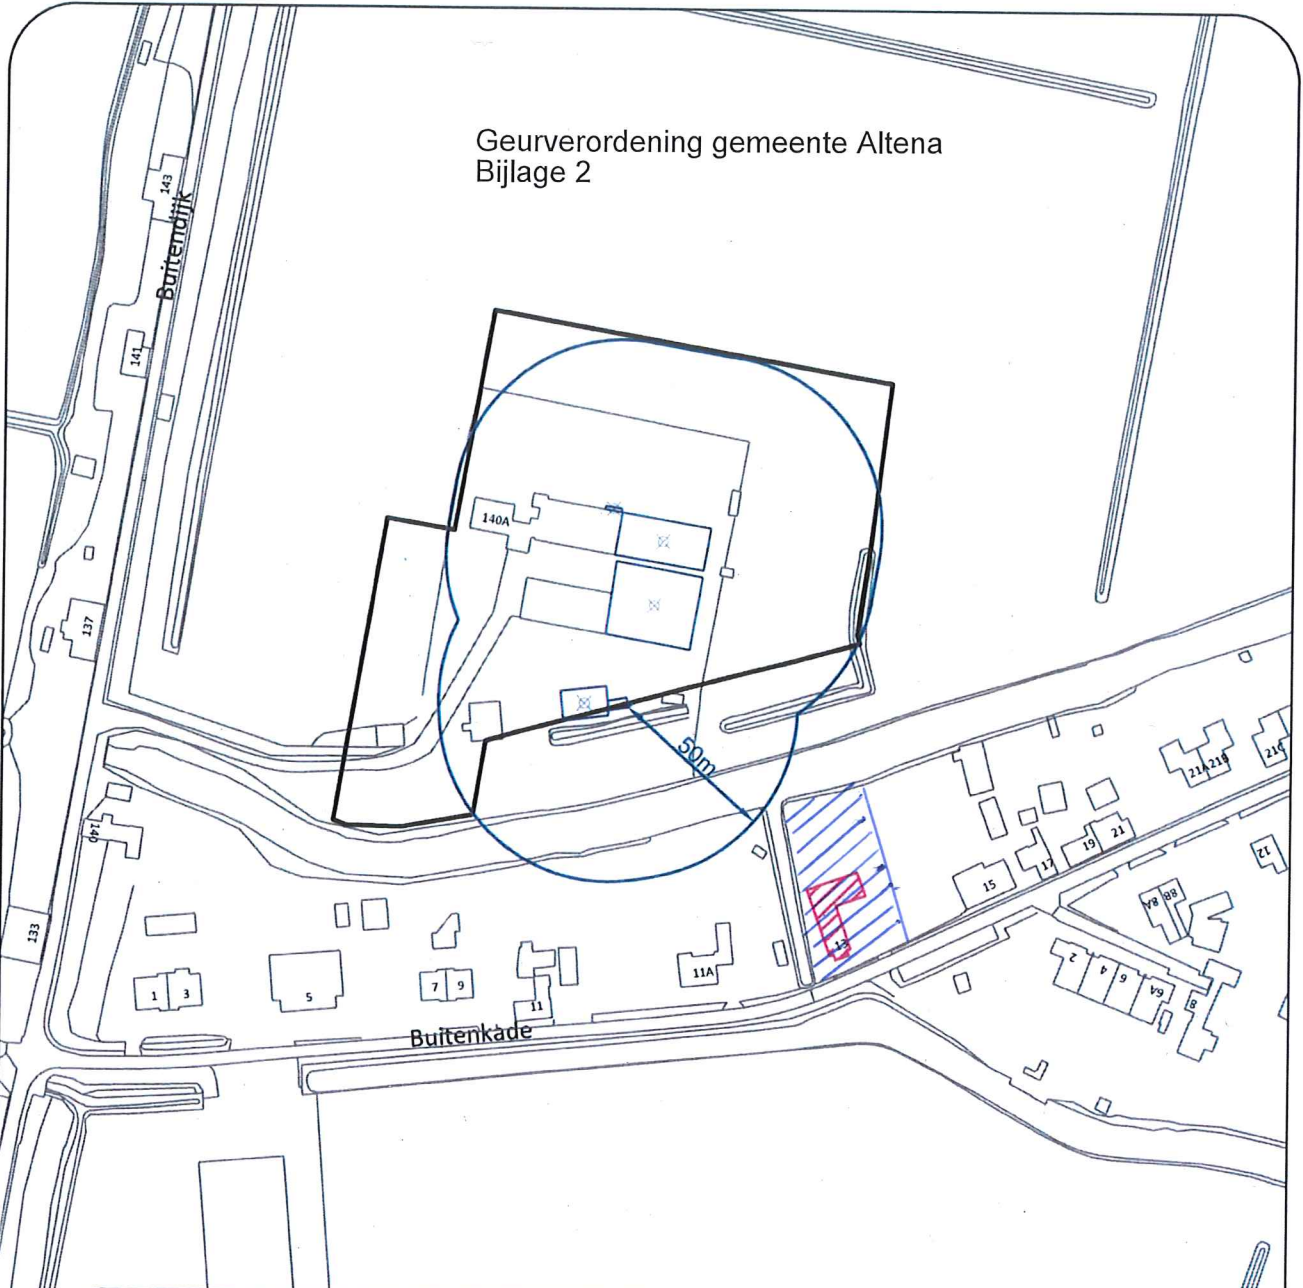 Geurverordening gemeente Altena
Bijlage 2
143
Buitendijk
141
140A
137
50m
140
133
1
3
5
7
9
11
11A
13
15
17
19
21
21A
21B
21C
12
8A
8B
2
4
6
6A
8
Buitenkade